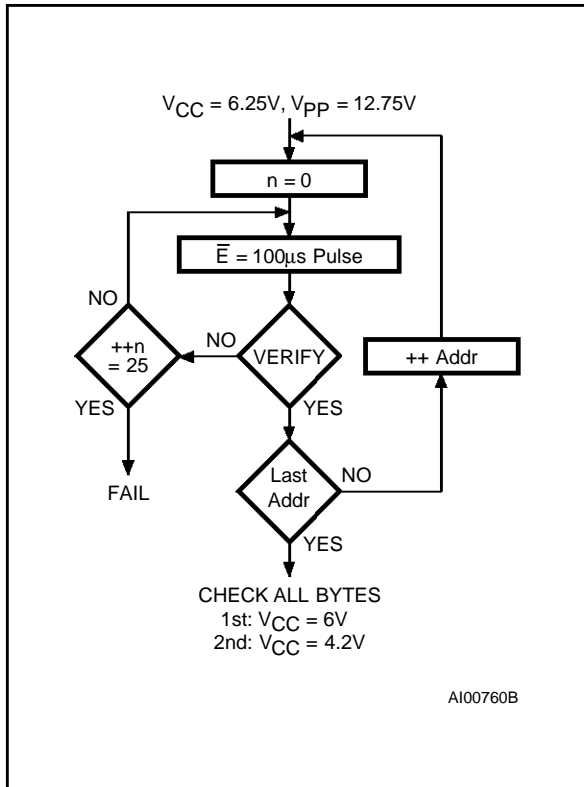 VCC = 6.25V, VPP = 12.75V
n = 0
E̅ = 100µs Pulse
NO
++n
= 25
NO
VERIFY
++ Addr
YES
YES
FAIL
Last
Addr
NO
YES
CHECK ALL BYTES
1st: VCC = 6V
2nd: VCC = 4.2V
AI00760B